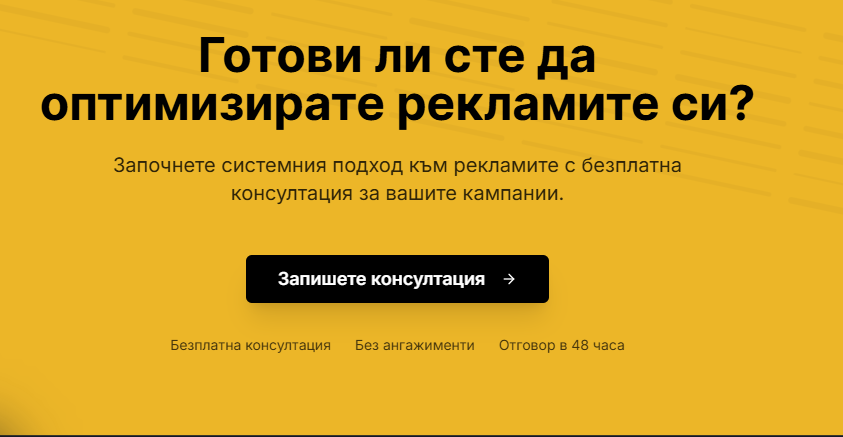 Готови ли сте да
оптимизирате рекламите си?
Започнете системния подход към рекламите с безплатна
консултация за вашите кампании.
Запишете консултация →
Безплатна консултация Без ангажименти Отговор в 48 часа